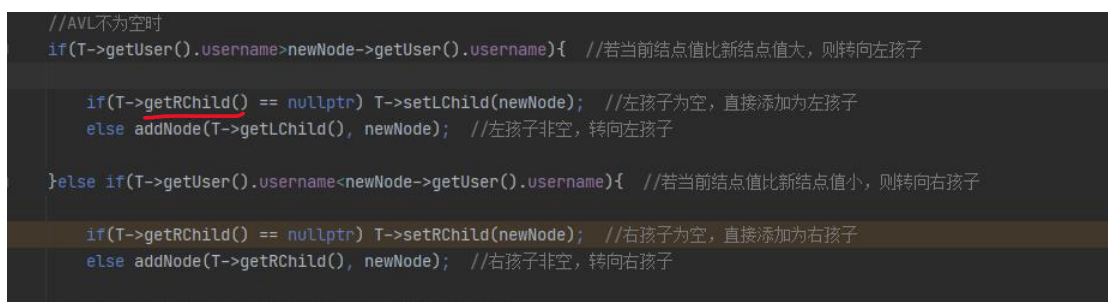 //AVL不为空时
if(T->getUser().username>newNode->getUser().username){ //若当前结点值比新结点值大，则转向左孩子
if(T->getRChild() == nullptr) T->setLChild(newNode); //左孩子为空，直接添加为左孩子
else addNode(T->getLChild(), newNode); //左孩子非空，转向左孩子
}else if(T->getUser().username<newNode->getUser().username){ //若当前结点值比新结点值小，则转向右孩子
if(T->getRChild() == nullptr) T->setRChild(newNode); //右孩子为空，直接添加为右孩子
else addNode(T->getRChild(), newNode); //右孩子非空，转向右孩子